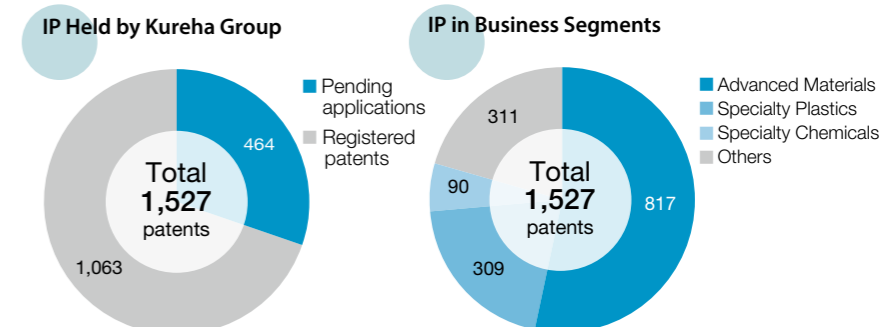 IP Held by Kureha Group
Pending
applications
Registered
patents
464
1,063
Total
1,527
patents
IP in Business Segments
Advanced Materials
Specialty Plastics
Specialty Chemicals
Others
311
90
309
817
Total
1,527
patents